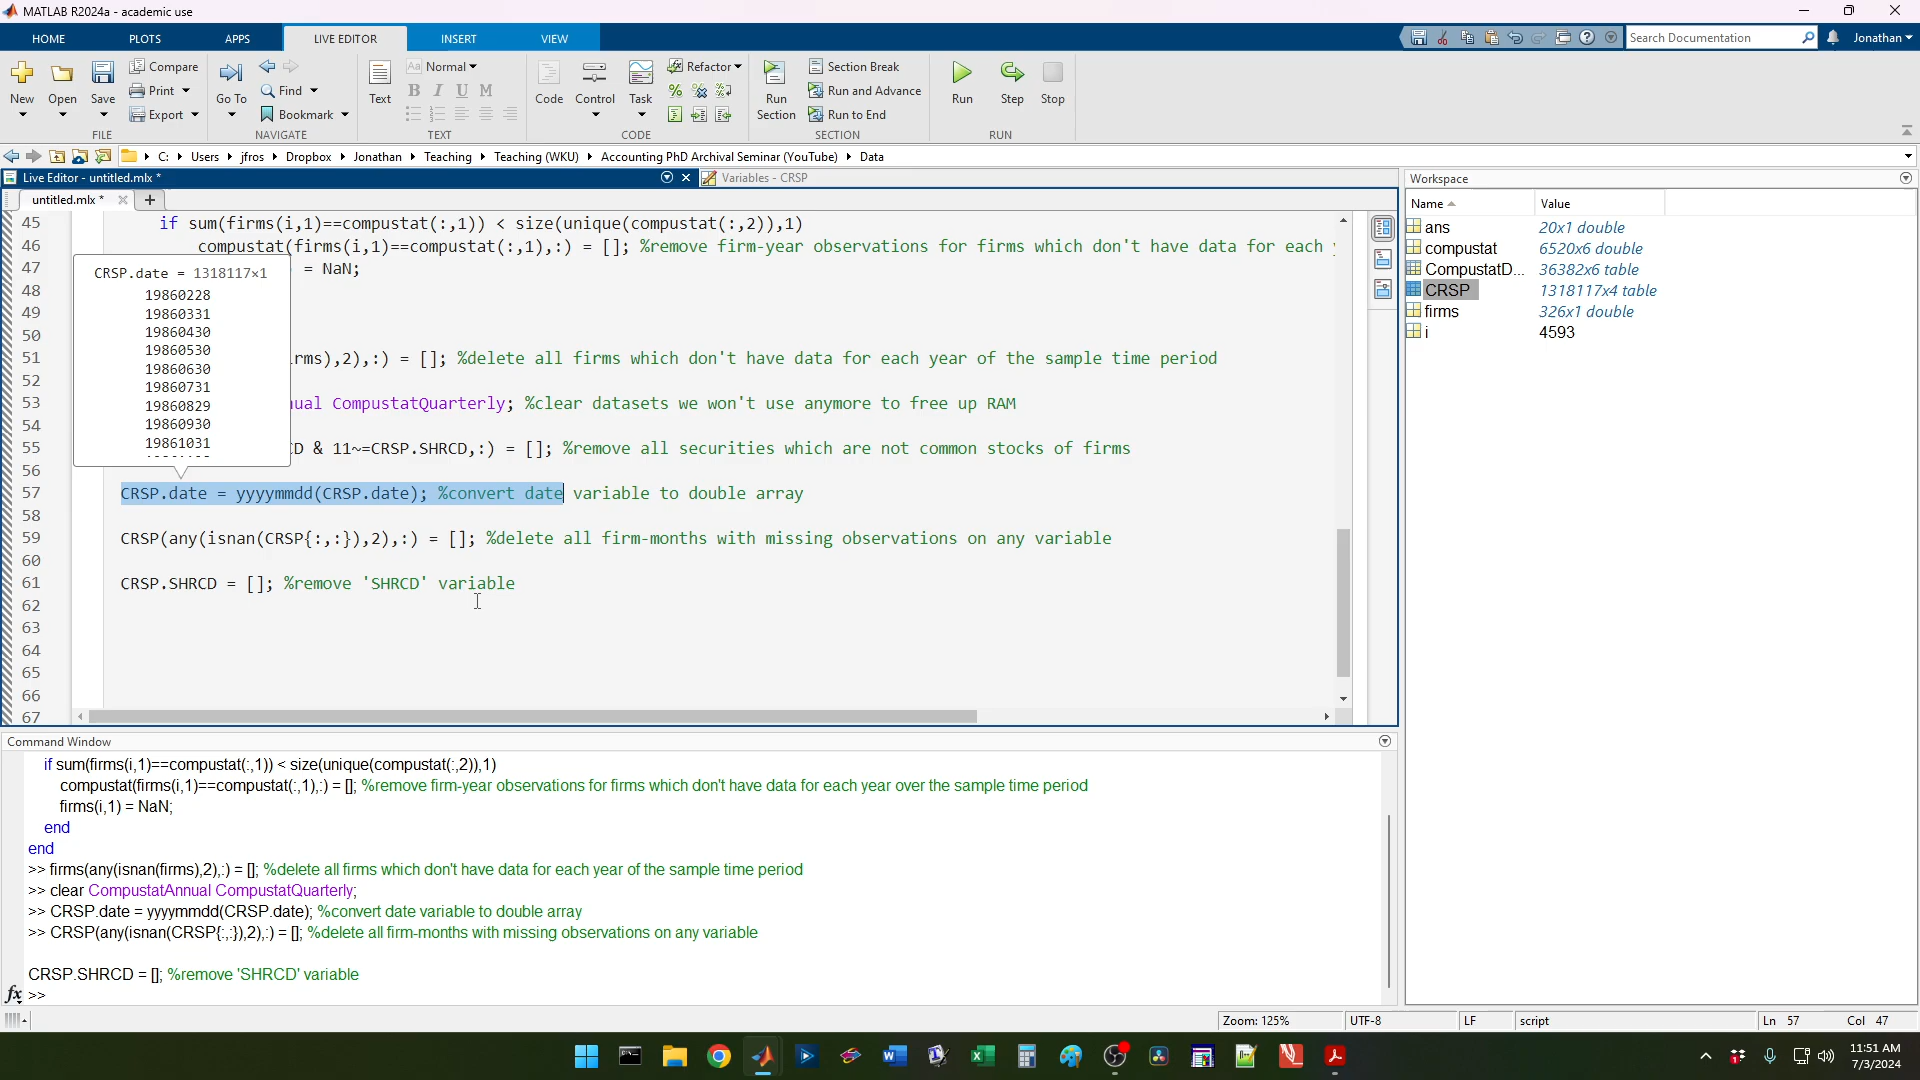 MATLAB R2024a - academic use
HOME PLOTS APPS LIVE EDITOR INSERT VIEW
Search Documentation
Jonathan
New Open Save Compare Print Export
FILE
Go To Find Bookmark
NAVIGATE
Text Aa Normal B I U M
TEXT
Code Control Task Refactor
CODE
Run Section Section Break Run and Advance Run to End
SECTION
Run Step Stop
RUN
C: Users jfros Dropbox Jonathan Teaching Teaching (WKU) Accounting PhD Archival Seminar (YouTube) Data
Live Editor - untitled.mlx *
Variables - CRSP
untitled.mlx *
45 if sum(firms(i,1)==compustat(:,1)) < size(unique(compustat(:,2)),1)
46 compustat(firms(i,1)==compustat(:,1),:) = []; %remove firm-year observations for firms which don't have data for each
47 = NaN;
48
49
50
51 rms),2),:) = []; %delete all firms which don't have data for each year of the sample time period
52
53 ual CompustatQuarterly; %clear datasets we won't use anymore to free up RAM
54
55 D & 11~=CRSP.SHRCD,:) = []; %remove all securities which are not common stocks of firms
56
57 CRSP.date = yyyymmdd(CRSP.date); %convert date variable to double array
58
59 CRSP(any(isnan(CRSP{:,:}),2),:) = []; %delete all firm-months with missing observations on any variable
60
61 CRSP.SHRCD = []; %remove 'SHRCD' variable
62
63
64
65
66
67
CRSP.date = 1318117×1
19860228
19860331
19860430
19860530
19860630
19860731
19860829
19860930
19861031
Command Window
if sum(firms(i,1)==compustat(:,1)) < size(unique(compustat(:,2)),1)
compustat(firms(i,1)==compustat(:,1),:) = []; %remove firm-year observations for firms which don't have data for each year over the sample time period
firms(i,1) = NaN;
end
end
>> firms(any(isnan(firms),2),:) = []; %delete all firms which don't have data for each year of the sample time period
>> clear CompustatAnnual CompustatQuarterly;
>> CRSP.date = yyyymmdd(CRSP.date); %convert date variable to double array
>> CRSP(any(isnan(CRSP{:,:}),2),:) = []; %delete all firm-months with missing observations on any variable
CRSP.SHRCD = []; %remove 'SHRCD' variable
fx >>
Workspace
Name Value
ans 20x1 double
compustat 6520x6 double
CompustatD... 36382x6 table
CRSP 1318117x4 table
firms 326x1 double
i 4593
Zoom: 125% UTF-8 LF script Ln 57 Col 47
11:51 AM
7/3/2024